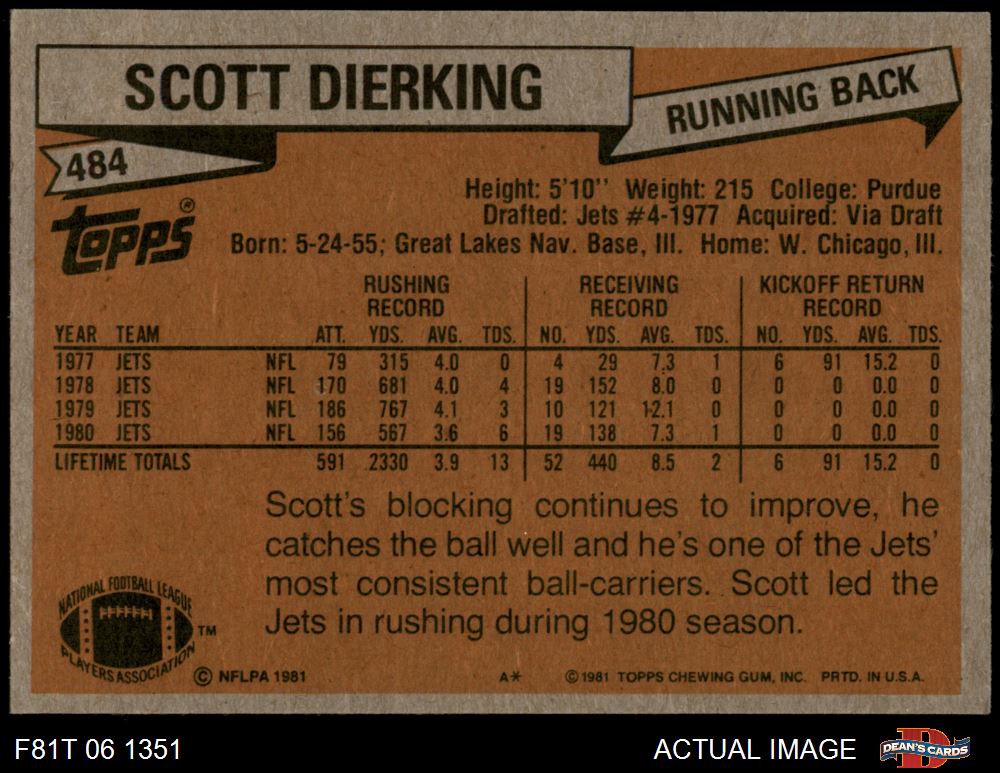 SCOTT DIERKING
RUNNING BACK
484
TOPPS®
Height: 5'10'' Weight: 215 College: Purdue
Drafted: Jets #4-1977 Acquired: Via Draft
Born: 5-24-55; Great Lakes Nav. Base, Ill. Home: W. Chicago, Ill.
RUSHING RECORD RECEIVING RECORD KICKOFF RETURN RECORD
YEAR TEAM ATT. YDS. AVG. TDS. NO. YDS. AVG. TDS. NO. YDS. AVG. TDS.
1977 JETS NFL 79 315 4.0 0 4 29 7.3 1 6 91 15.2 0
1978 JETS NFL 170 681 4.0 4 19 152 8.0 0 0 0 0.0 0
1979 JETS NFL 186 767 4.1 3 10 121 12.1 0 0 0 0.0 0
1980 JETS NFL 156 567 3.6 6 19 138 7.3 1 0 0 0.0 0
LIFETIME TOTALS 591 2330 3.9 13 52 440 8.5 2 6 91 15.2 0
Scott's blocking continues to improve, he
catches the ball well and he's one of the Jets'
most consistent ball-carriers. Scott led the
Jets in rushing during 1980 season.
NATIONAL FOOTBALL LEAGUE
PLAYERS ASSOCIATION
TM
© NFLPA 1981 A* © 1981 TOPPS CHEWING GUM, INC. PRTD. IN U.S.A.
F81T 06 1351 ACTUAL IMAGE DEAN'S CARDS